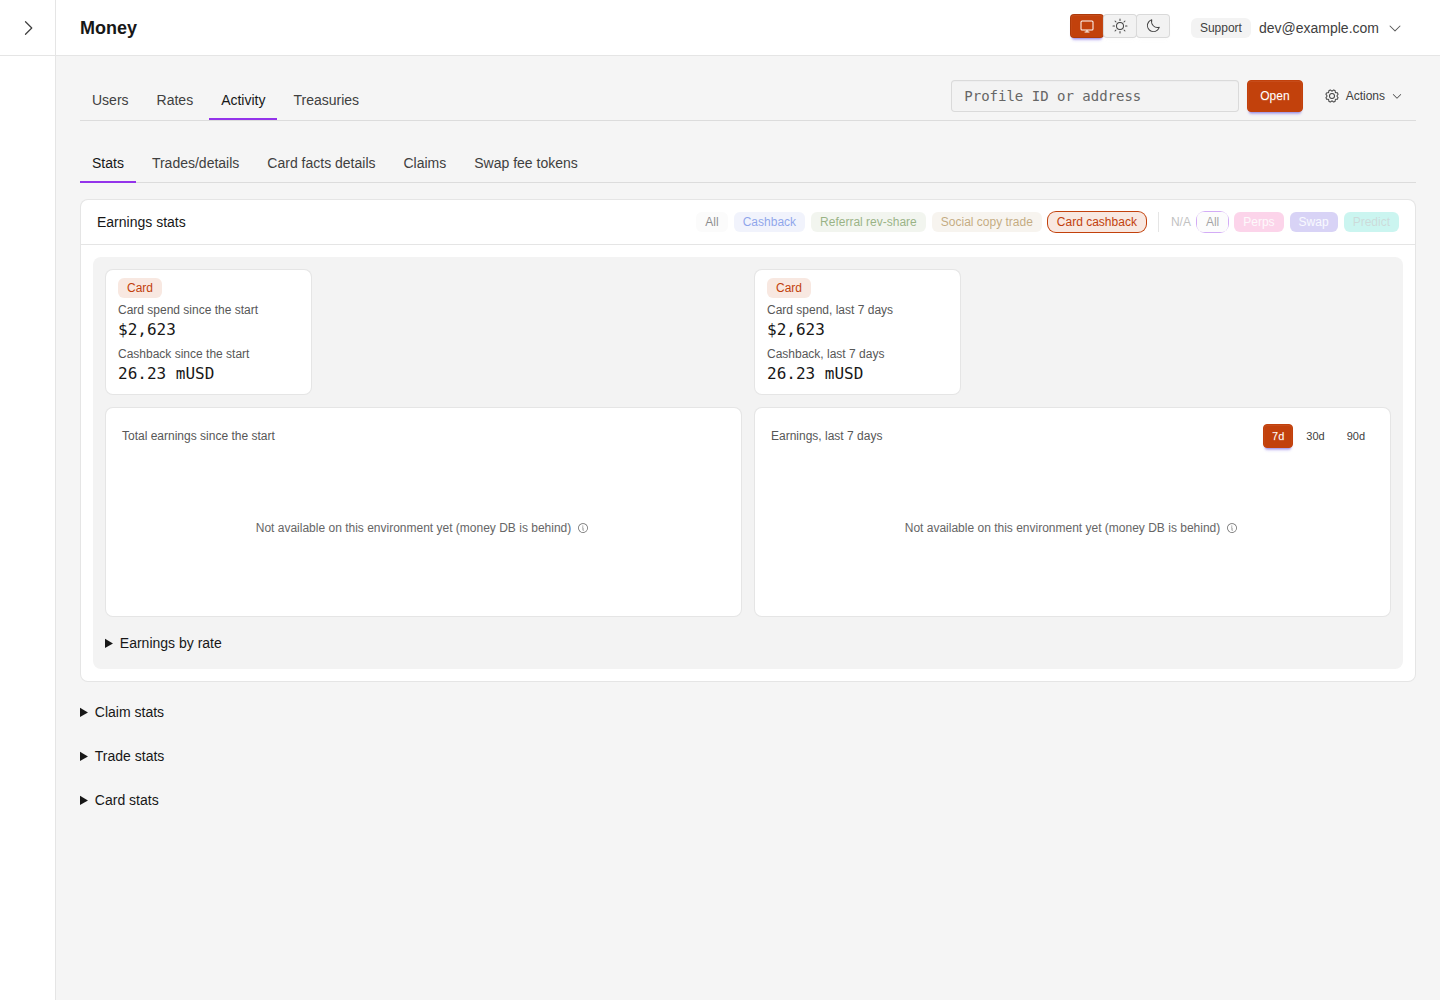 Money
Support dev@example.com
Users Rates Activity Treasuries
Profile ID or address Open Actions
Stats Trades/details Card facts details Claims Swap fee tokens
Earnings stats All Cashback Referral rev-share Social copy trade Card cashback N/A All Perps Swap Predict
Card
Card spend since the start
$2,623
Cashback since the start
26.23 mUSD
Card
Card spend, last 7 days
$2,623
Cashback, last 7 days
26.23 mUSD
Total earnings since the start
Not available on this environment yet (money DB is behind)
Earnings, last 7 days 7d 30d 90d
Not available on this environment yet (money DB is behind)
Earnings by rate
Claim stats
Trade stats
Card stats